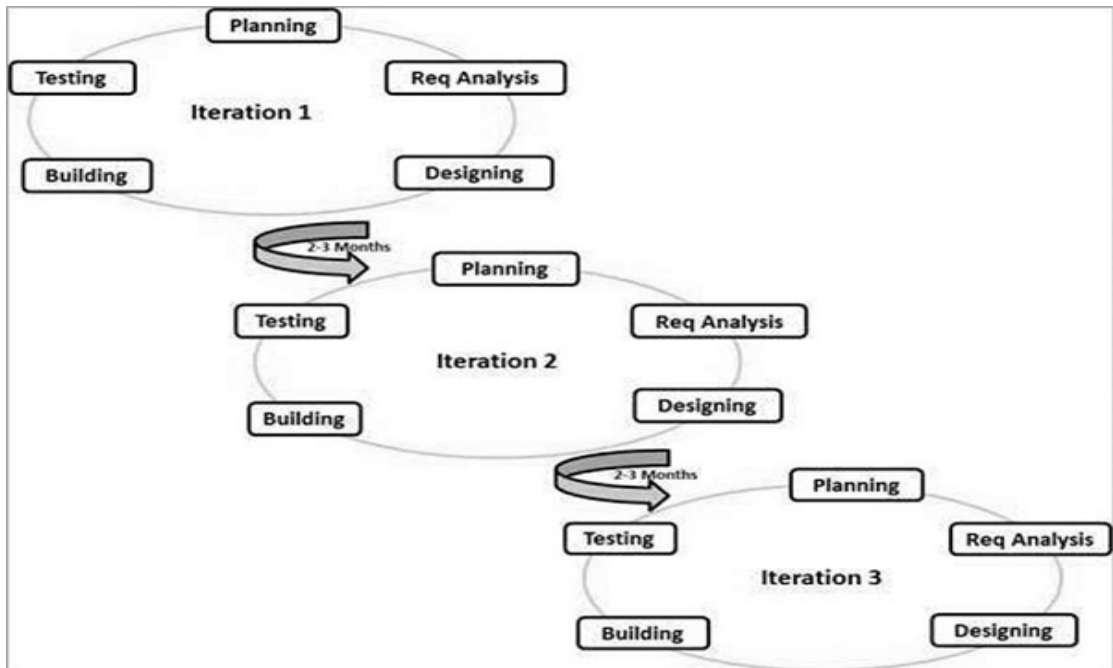 Planning
Testing
Req Analysis
Iteration 1
Building
Designing
2-3 Months
Planning
Testing
Req Analysis
Iteration 2
Building
Designing
2-3 Months
Planning
Testing
Req Analysis
Iteration 3
Building
Designing